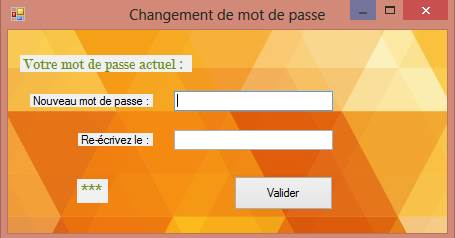 Changement de mot de passe
Votre mot de passe actuel :
Nouveau mot de passe :
Re-écrivez le :
***
Valider